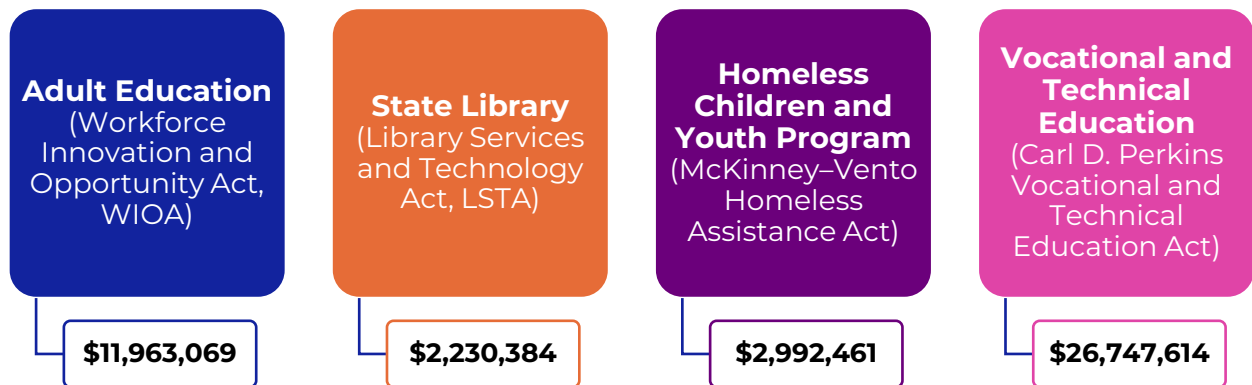 Adult Education
(Workforce
Innovation and
Opportunity Act,
WIOA)
$11,963,069
State Library
(Library Services
and Technology
Act, LSTA)
$2,230,384
Homeless
Children and
Youth Program
(McKinney–Vento
Homeless
Assistance Act)
$2,992,461
Vocational and
Technical
Education
(Carl D. Perkins
Vocational and
Technical
Education Act)
$26,747,614